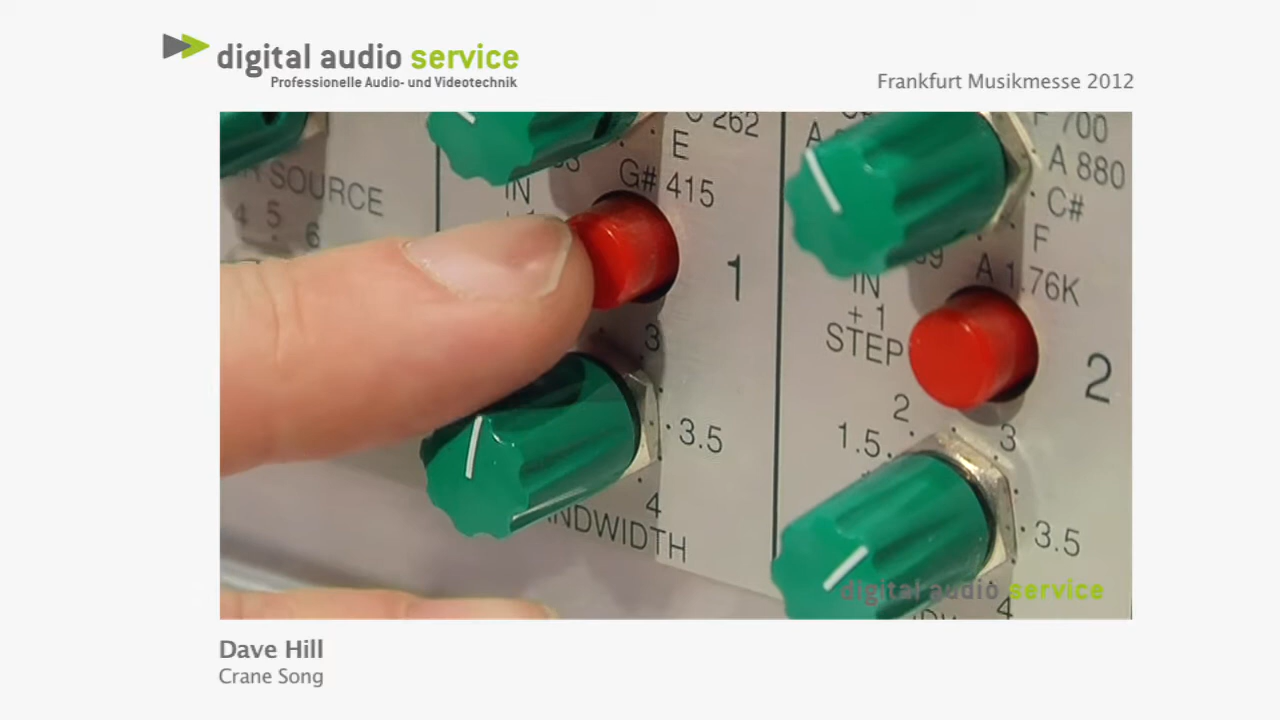 digital audio service
Professionelle Audio- und Videotechnik
Frankfurt Musikmesse 2012
SOURCE
4 5 6
262
E
G# 415
IN
1
3
3.5
4
NDWIDTH
700
A
A 880
C#
F
A 1.76K
IN
+ 1
STEP
2
2
1.5
3
3.5
4
digital audio service
Dave Hill
Crane Song